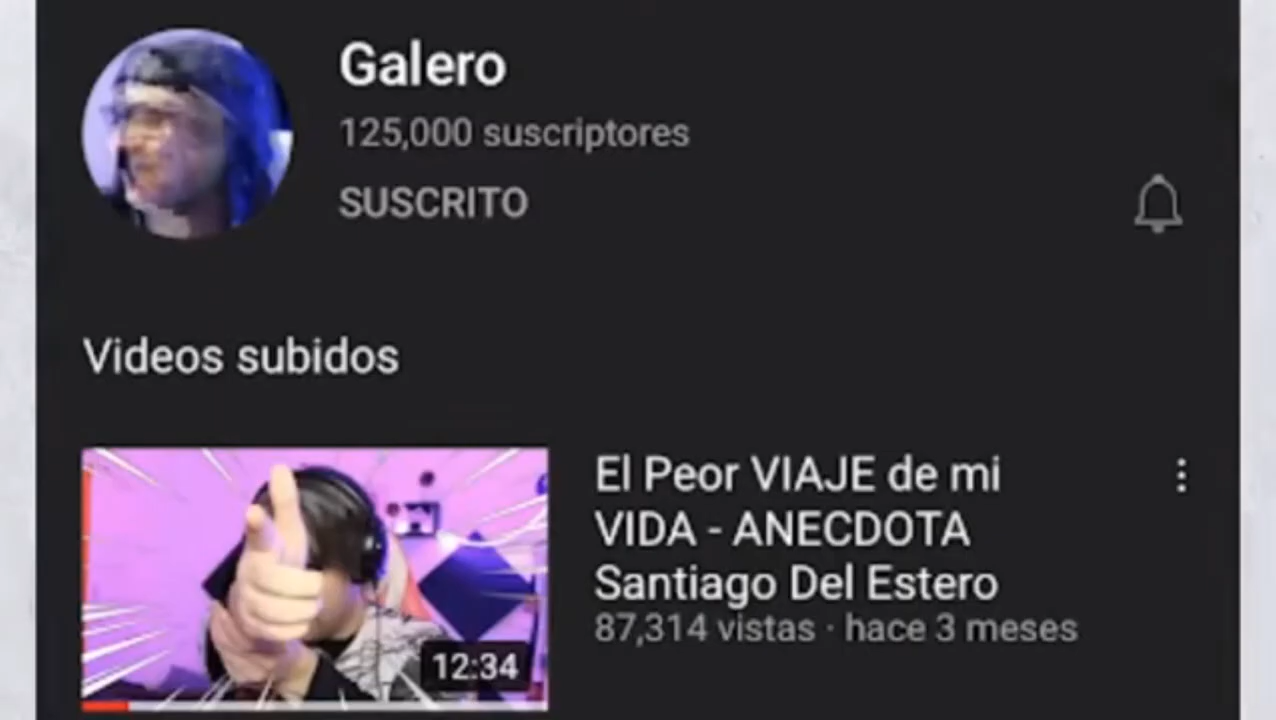 Galero
125,000 suscriptores
SUSCRITO
Videos subidos
El Peor VIAJE de mi
VIDA - ANECDOTA
Santiago Del Estero
87,314 vistas · hace 3 meses
12:34